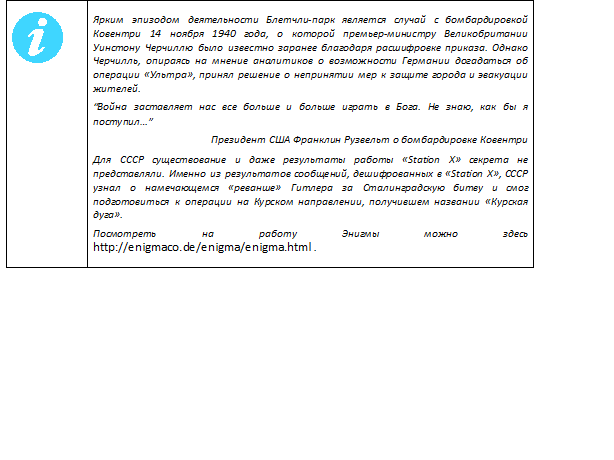 Ярким эпизодом деятельности Блетчли-парк является случай с бомбардировкой
Ковентри 14 ноября 1940 года, о которой премьер-министру Великобритании
Уинстону Черчиллю было известно заранее благодаря расшифровке приказа. Однако
Черчилль, опираясь на мнение аналитиков о возможности Германии догадаться об
операции «Ультра», принял решение о непринятии мер к защите города и эвакуации
жителей.
“Война заставляет нас все больше и больше играть в Бога. Не знаю, как бы я
поступил…”
Президент США Франклин Рузвельт о бомбардировке Ковентри
Для СССР существование и даже результаты работы «Station X» секрета не
представляли. Именно из результатов сообщений, дешифрованных в «Station X», СССР
узнал о намечающемся «реванше» Гитлера за Сталинградскую битву и смог
подготовиться к операции на Курском направлении, получившем названии «Курская
дуга».
Посмотреть на работу Энигмы можно здесь
http://enigmaco.de/enigma/enigma.html .